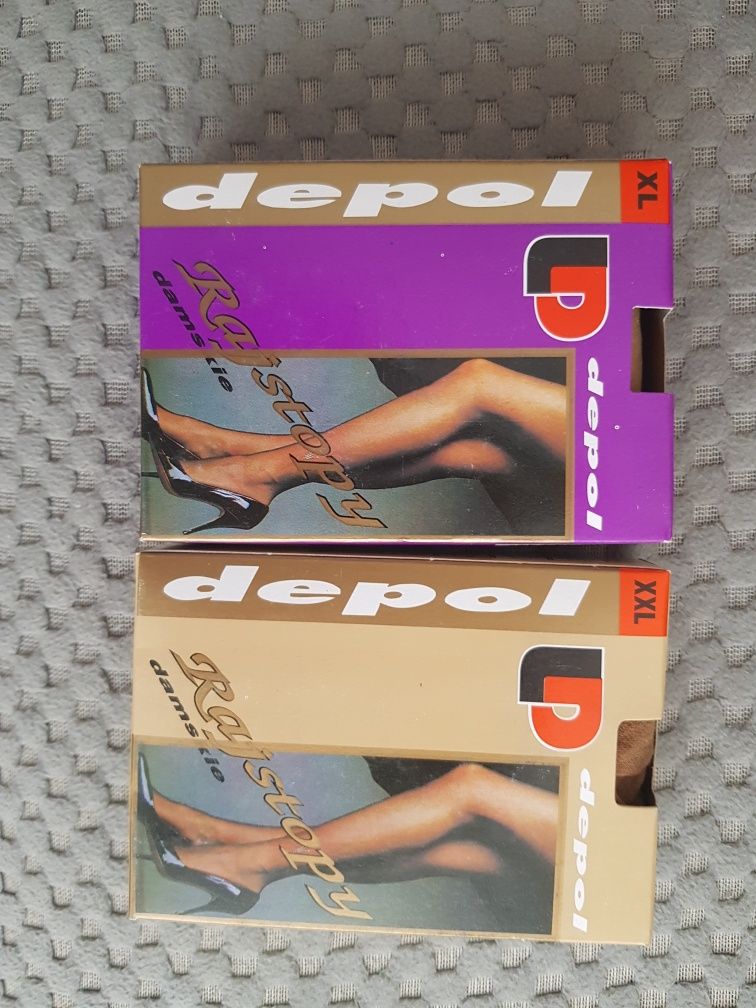 depol
XL
depol
Rajstopy
damskie
depol
XXL
depol
Rajstopy
damskie